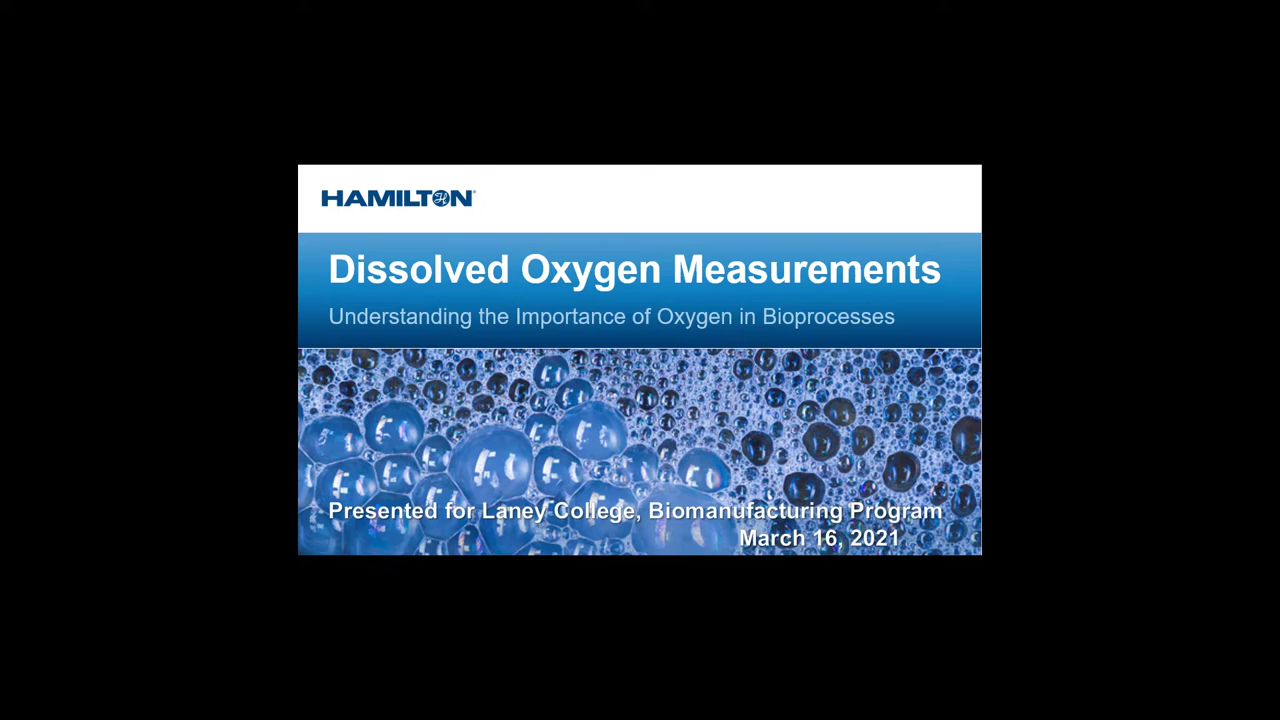 HAMILTON
Dissolved Oxygen Measurements
Understanding the Importance of Oxygen in Bioprocesses
Presented for Laney College, Biomanufacturing Program
March 16, 2021